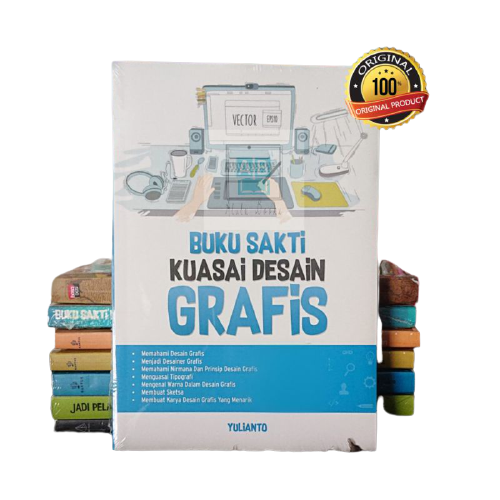 ORIGINAL
100%
ORIGINAL PRODUCT
VECTOR
EPS10
BUKU SAKTI
KUASAI DESAIN
GRAFIS
• Memahami Desain Grafis
• Menjadi Desainer Grafis
• Memahami Nirmana Dan Prinsip Desain Grafis
• Menguasai Tipografi
• Mengenal Warna Dalam Desain Grafis
• Membuat Sketsa
• Membuat Karya Desain Grafis Yang Menarik
YULIANTO
BUKU SAKTI
JADI